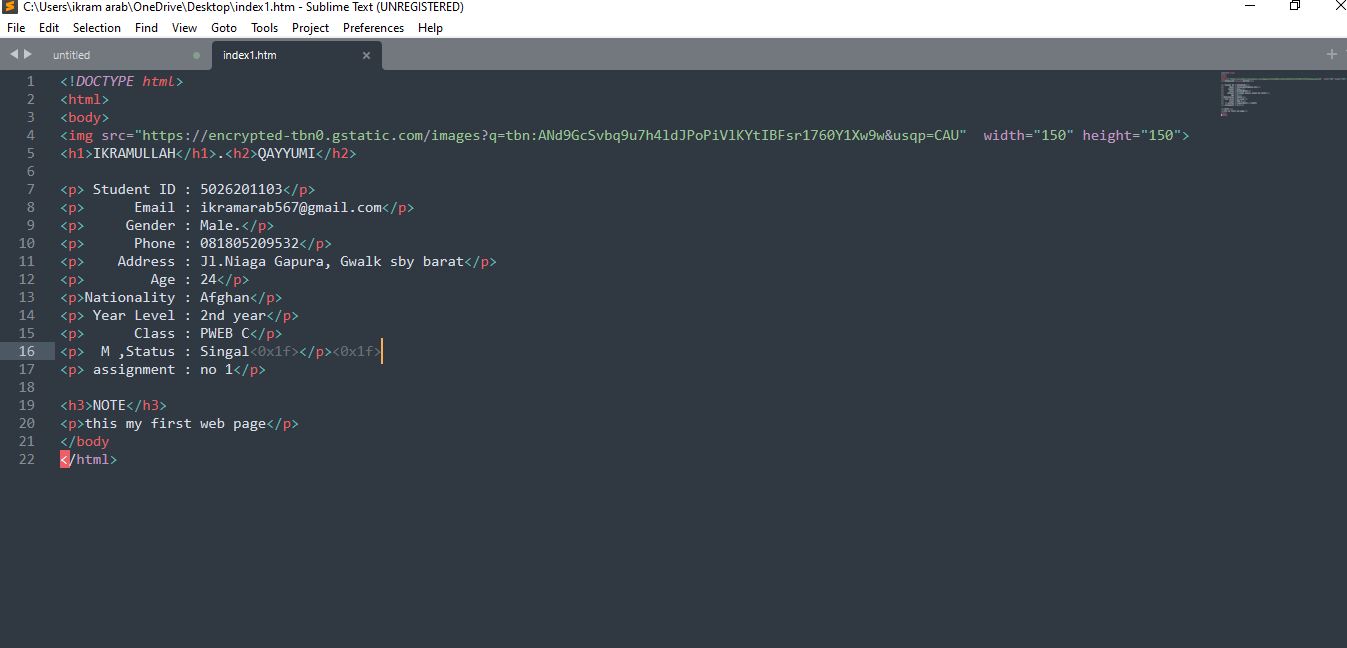 C:\Users\ikram arab\OneDrive\Desktop\index1.htm - Sublime Text (UNREGISTERED)
File Edit Selection Find View Goto Tools Project Preferences Help
untitled index1.htm
1 <!DOCTYPE html>
2 <html>
3 <body>
4 <img src="https://encrypted-tbn0.gstatic.com/images?q=tbn:ANd9GcSvbq9u7h4ldJPoPiVlKYtIBFsr1760Y1Xw9w&usqp=CAU"  width="150" height="150">
5 <h1>IKRAMULLAH</h1>.<h2>QAYYUMI</h2>
6
7 <p> Student ID : 5026201103</p>
8 <p>      Email : ikramarab567@gmail.com</p>
9 <p>     Gender : Male.</p>
10 <p>      Phone : 081805209532</p>
11 <p>    Address : Jl.Niaga Gapura, Gwalk sby barat</p>
12 <p>        Age : 24</p>
13 <p>Nationality : Afghan</p>
14 <p> Year Level : 2nd year</p>
15 <p>      Class : PWEB C</p>
16 <p>  M ,Status : Singal<0x1f></p><0x1f>
17 <p> assignment : no 1</p>
18
19 <h3>NOTE</h3>
20 <p>this my first web page</p>
21 </body
22 </html>